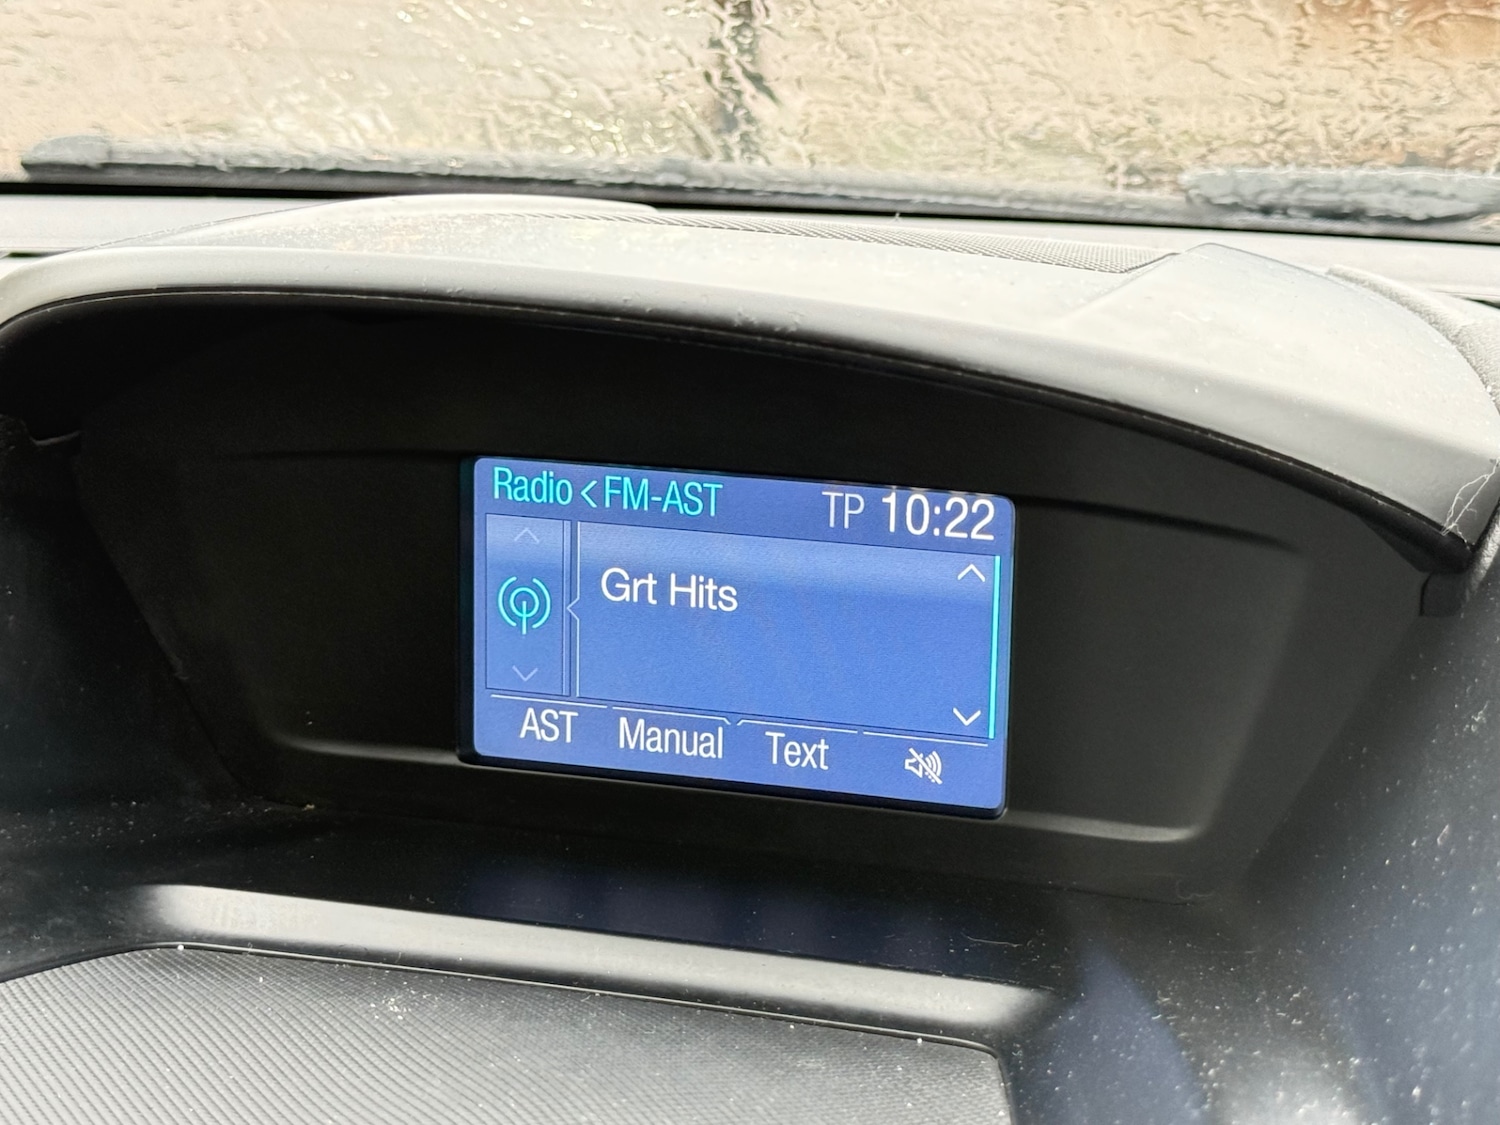 Radio < FM-AST TP 10:22
Grt Hits
AST Manual Text